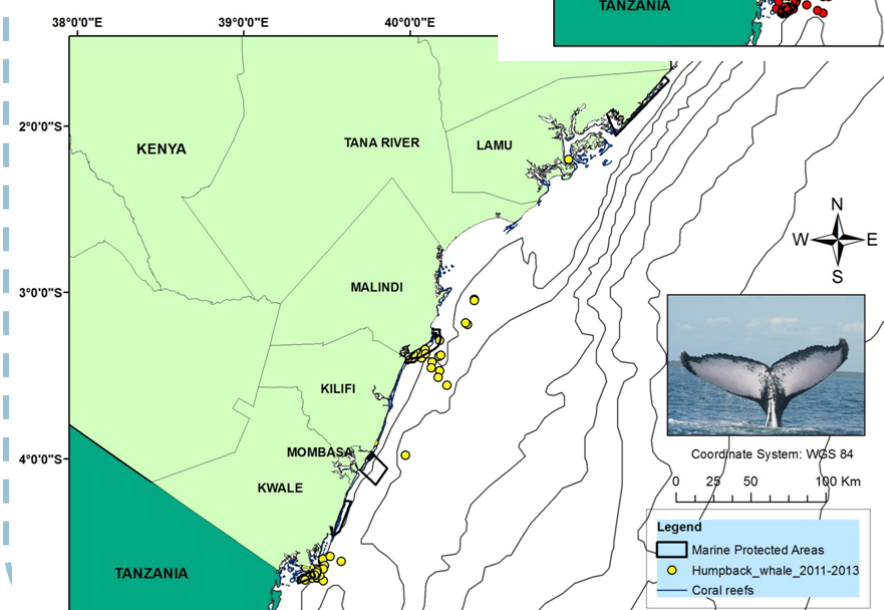 TANZANIA
38°0'0"E 39°0'0"E 40°0'0"E
2°0'0"S
KENYA
TANA RIVER
LAMU
N
W E
S
3°0'0"S
MALINDI
KILIFI
4°0'0"S
MOMBASA
KWALE
Coordinate System: WGS 84
0 25 50 100 Km
Legend
Marine Protected Areas
Humpback_whale_2011-2013
Coral reefs
TANZANIA